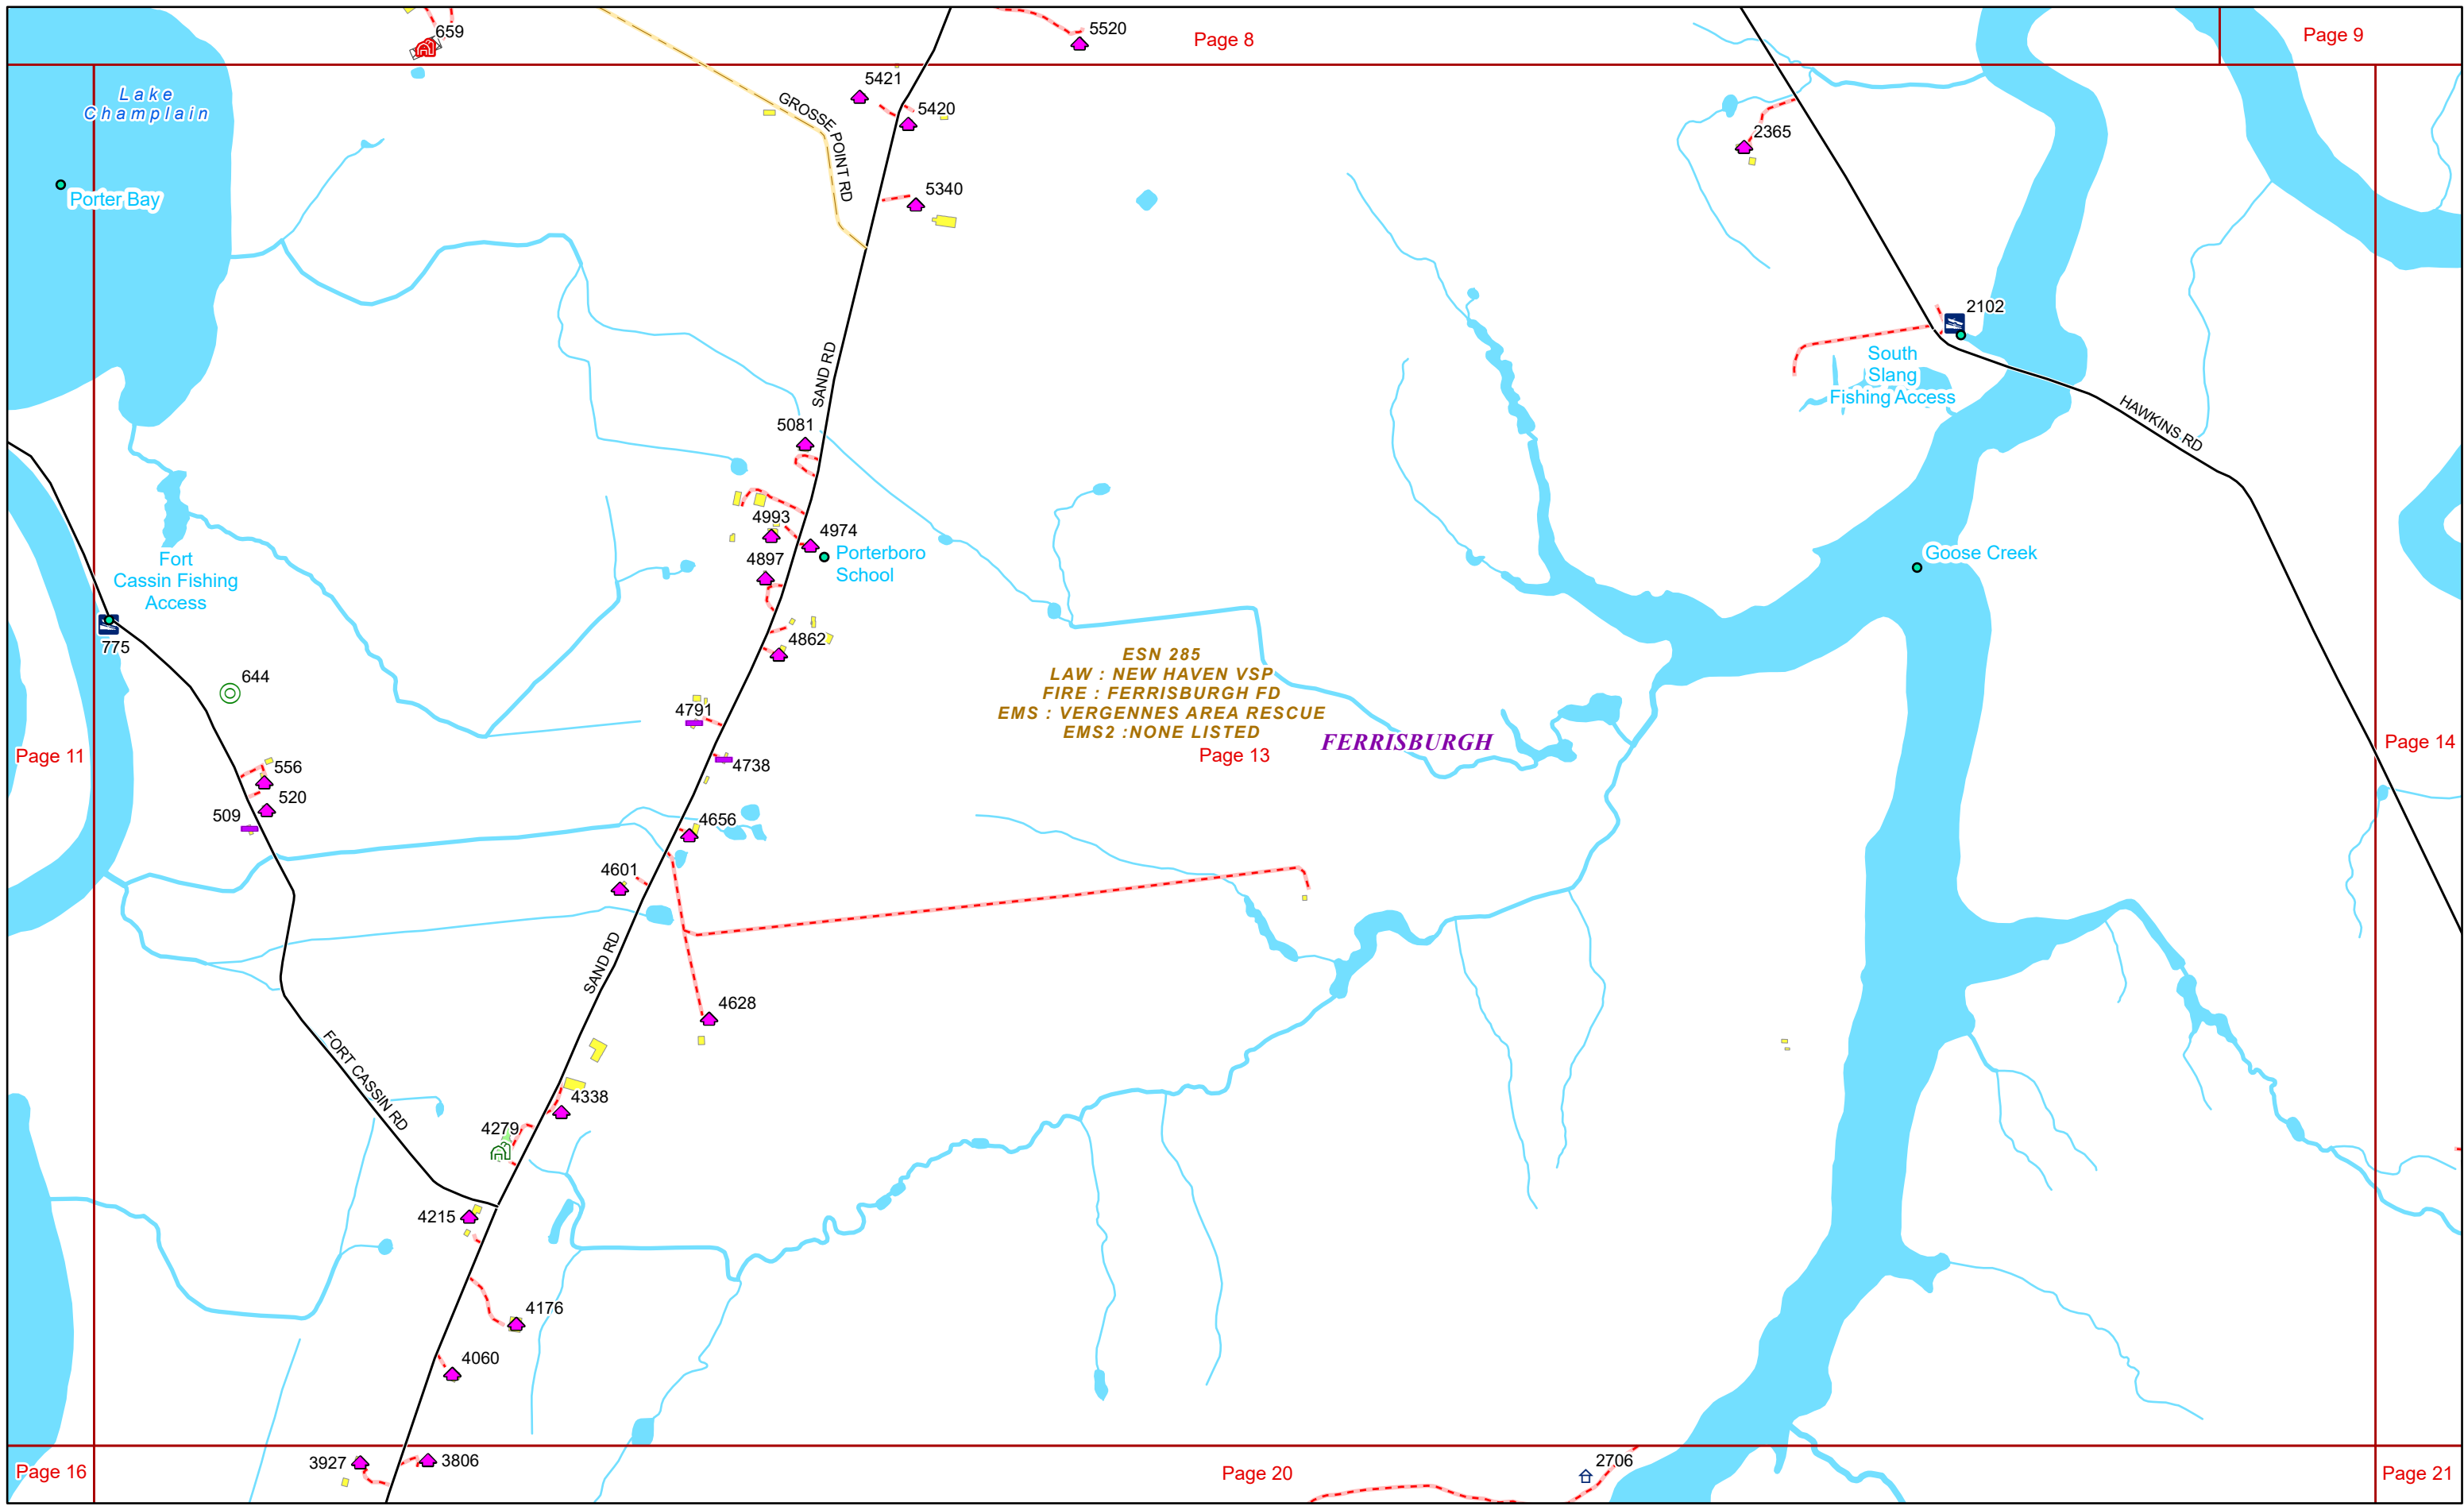 659
5520
Page 8
Page 9
Lake
Champlain
5421
5420
GROSSE POINT RD
2365
Porter Bay
5340
2102
SAND RD
South
Slang
Fishing Access
HAWKINS RD
5081
4993
4974
Porterboro
School
4897
Goose Creek
Fort
Cassin Fishing
Access
775
4862
ESN 285
LAW : NEW HAVEN VSP
FIRE : FERRISBURGH FD
EMS : VERGENNES AREA RESCUE
EMS2 :NONE LISTED
644
4791
FERRISBURGH
Page 11
Page 13
Page 14
4738
556
520
509
4656
4601
SAND RD
4628
FORT CASSIN RD
4338
4279
4215
4176
4060
3927
3806
2706
Page 16
Page 20
Page 21